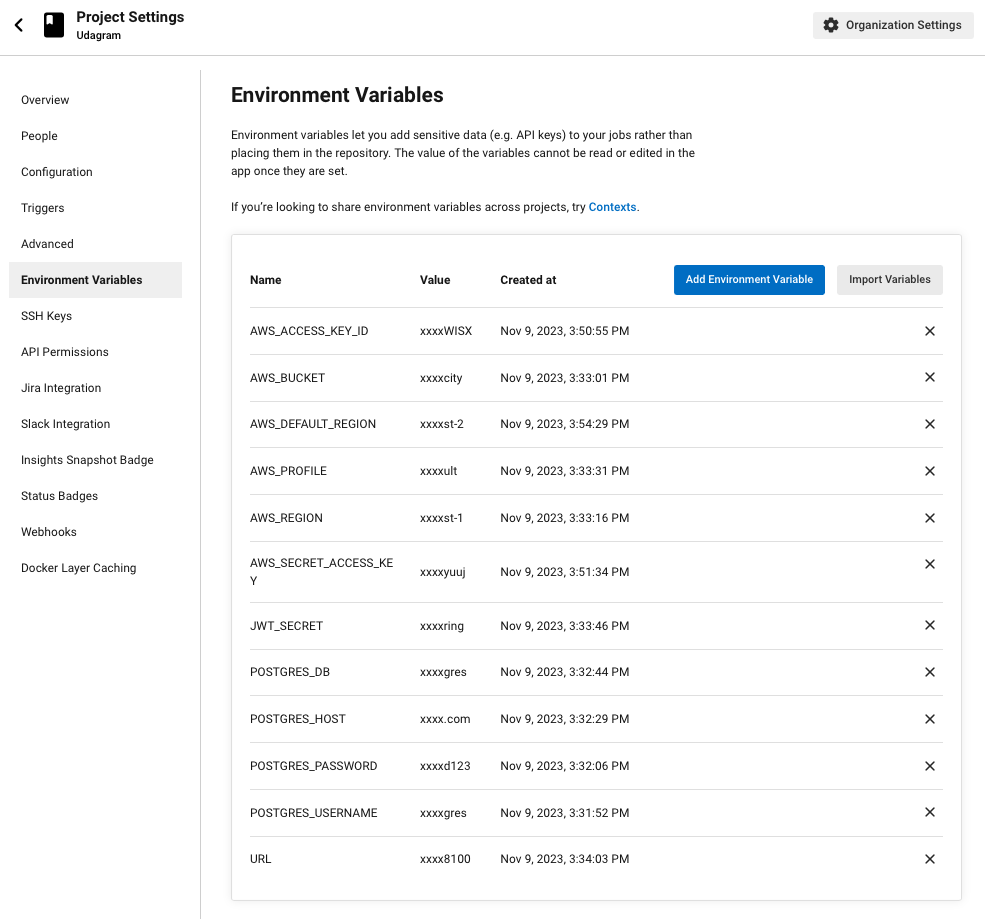 Project Settings
Udagram
Organization Settings
Overview
People
Configuration
Triggers
Advanced
Environment Variables
SSH Keys
API Permissions
Jira Integration
Slack Integration
Insights Snapshot Badge
Status Badges
Webhooks
Docker Layer Caching
Environment Variables
Environment variables let you add sensitive data (e.g. API keys) to your jobs rather than
placing them in the repository. The value of the variables cannot be read or edited in the
app once they are set.
If you're looking to share environment variables across projects, try Contexts.
Name Value Created at Add Environment Variable Import Variables
AWS_ACCESS_KEY_ID xxxxWISX Nov 9, 2023, 3:50:55 PM
AWS_BUCKET xxxxcity Nov 9, 2023, 3:33:01 PM
AWS_DEFAULT_REGION xxxxst-2 Nov 9, 2023, 3:54:29 PM
AWS_PROFILE xxxxult Nov 9, 2023, 3:33:31 PM
AWS_REGION xxxxst-1 Nov 9, 2023, 3:33:16 PM
AWS_SECRET_ACCESS_KE
Y xxxxyuuj Nov 9, 2023, 3:51:34 PM
JWT_SECRET xxxxring Nov 9, 2023, 3:33:46 PM
POSTGRES_DB xxxxgres Nov 9, 2023, 3:32:44 PM
POSTGRES_HOST xxxx.com Nov 9, 2023, 3:32:29 PM
POSTGRES_PASSWORD xxxxd123 Nov 9, 2023, 3:32:06 PM
POSTGRES_USERNAME xxxxgres Nov 9, 2023, 3:31:52 PM
URL xxxx8100 Nov 9, 2023, 3:34:03 PM